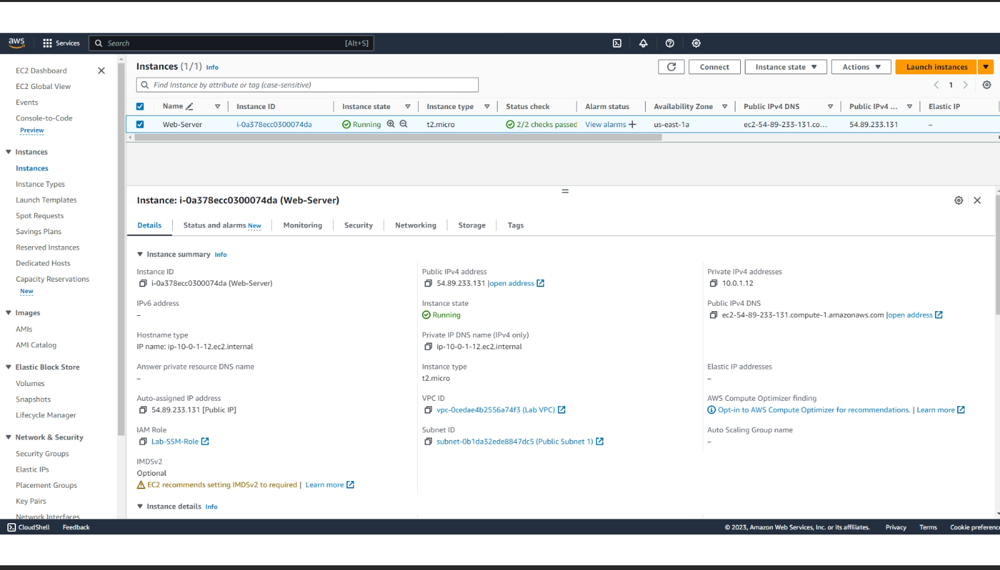 aws Services Search [Alt+S]
EC2 Dashboard
EC2 Global View
Events
Console-to-Code
Preview
Instances
Instances
Instance Types
Launch Templates
Spot Requests
Savings Plans
Reserved Instances
Dedicated Hosts
Capacity Reservations
New
Images
AMIs
AMI Catalog
Elastic Block Store
Volumes
Snapshots
Lifecycle Manager
Network & Security
Security Groups
Elastic IPs
Placement Groups
Key Pairs
Network Interfaces
Instances (1/1) Info
Connect Instance state Actions Launch instances
Find Instance by attribute or tag (case-sensitive)
1
Name Instance ID Instance state Instance type Status check Alarm status Availability Zone Public IPv4 DNS Public IPv4 ... Elastic IP
Web-Server i-0a378ecc0300074da Running t2.micro 2/2 checks passed View alarms + us-east-1a ec2-54-89-233-131.co... 54.89.233.131 –
Instance: i-0a378ecc0300074da (Web-Server)
Details Status and alarms New Monitoring Security Networking Storage Tags
Instance summary Info
Instance ID
i-0a378ecc0300074da (Web-Server)
Public IPv4 address
54.89.233.131 |open address
Private IPv4 addresses
10.0.1.12
IPv6 address
–
Instance state
Running
Public IPv4 DNS
ec2-54-89-233-131.compute-1.amazonaws.com |open address
Hostname type
IP name: ip-10-0-1-12.ec2.internal
Private IP DNS name (IPv4 only)
ip-10-0-1-12.ec2.internal
Answer private resource DNS name
–
Instance type
t2.micro
Elastic IP addresses
–
Auto-assigned IP address
54.89.233.131 [Public IP]
VPC ID
vpc-0cedae4b2556a74f3 (Lab VPC)
AWS Compute Optimizer finding
Opt-in to AWS Compute Optimizer for recommendations. | Learn more
IAM Role
Lab-SSM-Role
Subnet ID
subnet-0b1da32ede8847dc5 (Public Subnet 1)
Auto Scaling Group name
–
IMDSv2
Optional
EC2 recommends setting IMDSv2 to required | Learn more
Instance details Info
CloudShell Feedback © 2023, Amazon Web Services, Inc. or its affiliates. Privacy Terms Cookie preferenc